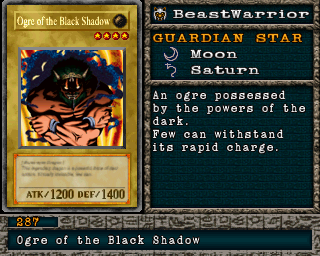 Ogre of the Black Shadow
ATK/1200 DEF/1400
BeastWarrior
GUARDIAN STAR
Moon
Saturn
An ogre possessed
by the powers of the
dark.
Few can withstand
its rapid charge.
287
Ogre of the Black Shadow